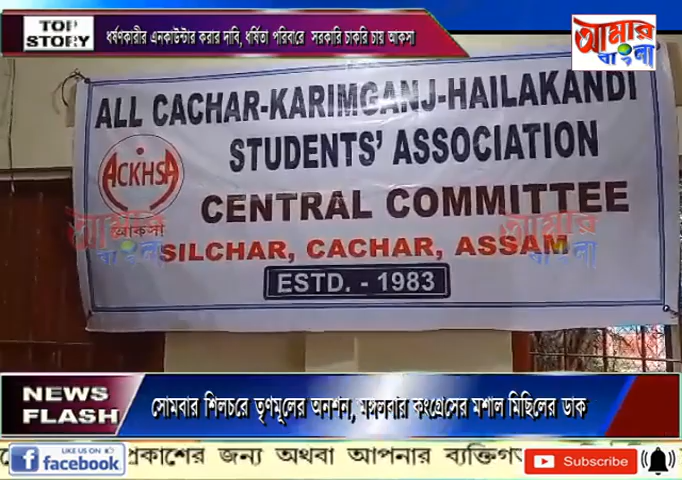 TOP STORY
ধর্ষণকারীর এনকাউন্টার করার দাবি, ধর্ষিতা পরিবারে সরকারি চাকরি চায় আকসা
আমার
বাংলা
ALL CACHAR-KARIMGANJ-HAILAKANDI
STUDENTS' ASSOCIATION
ACKHSA
আকসা
CENTRAL COMMITTEE
SILCHAR, CACHAR, ASSAM
ESTD. - 1983
আমার
বাংলা
আমার
বাংলা
NEWS FLASH
সোমবার শিলচরে তৃণমূলের অনশন, মঙ্গলবার কংগ্রেসের মশাল মিছিলের ডাক
LIKE US ON
facebook
প্রকাশের জন্য অথবা আপনার
Subscribe